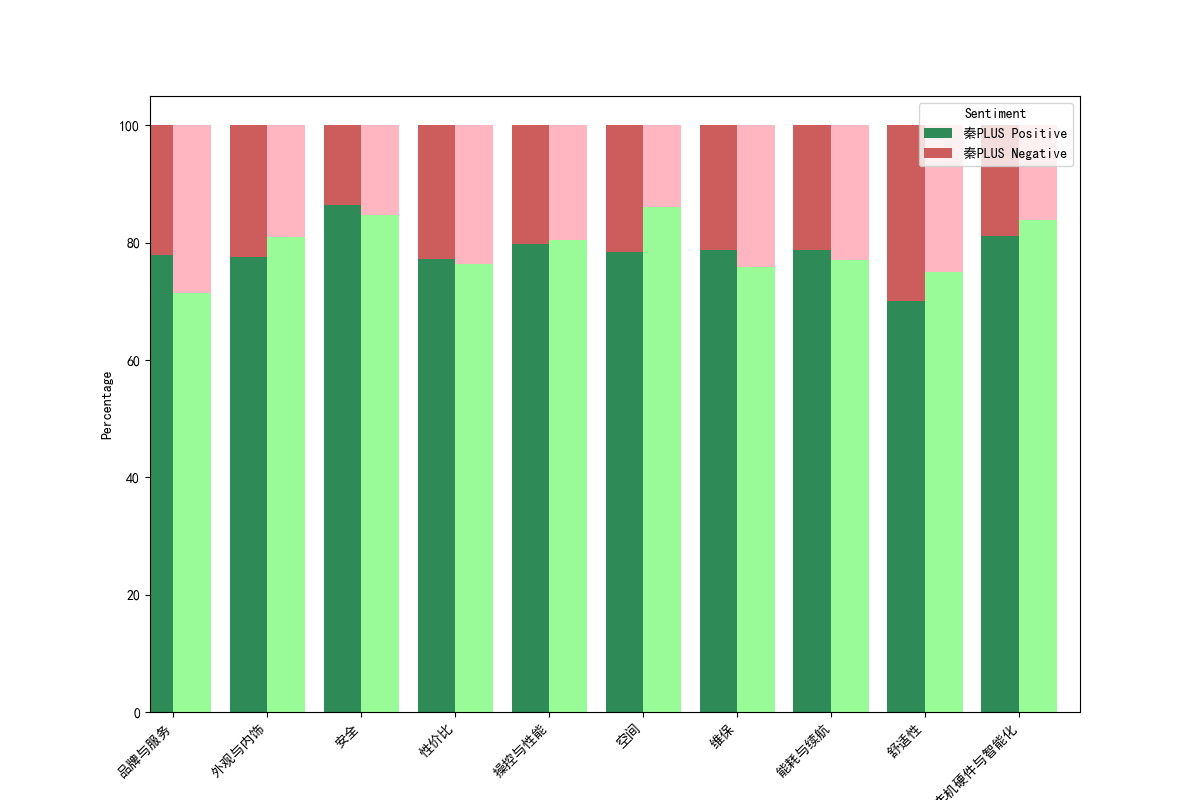 Sentiment
秦PLUS Positive
秦PLUS Negative
Percentage
100
80
60
40
20
0
品牌与服务
外观与内饰
安全
性价比
操控与性能
空间
维保
能耗与续航
舒适性
机硬件与智能化